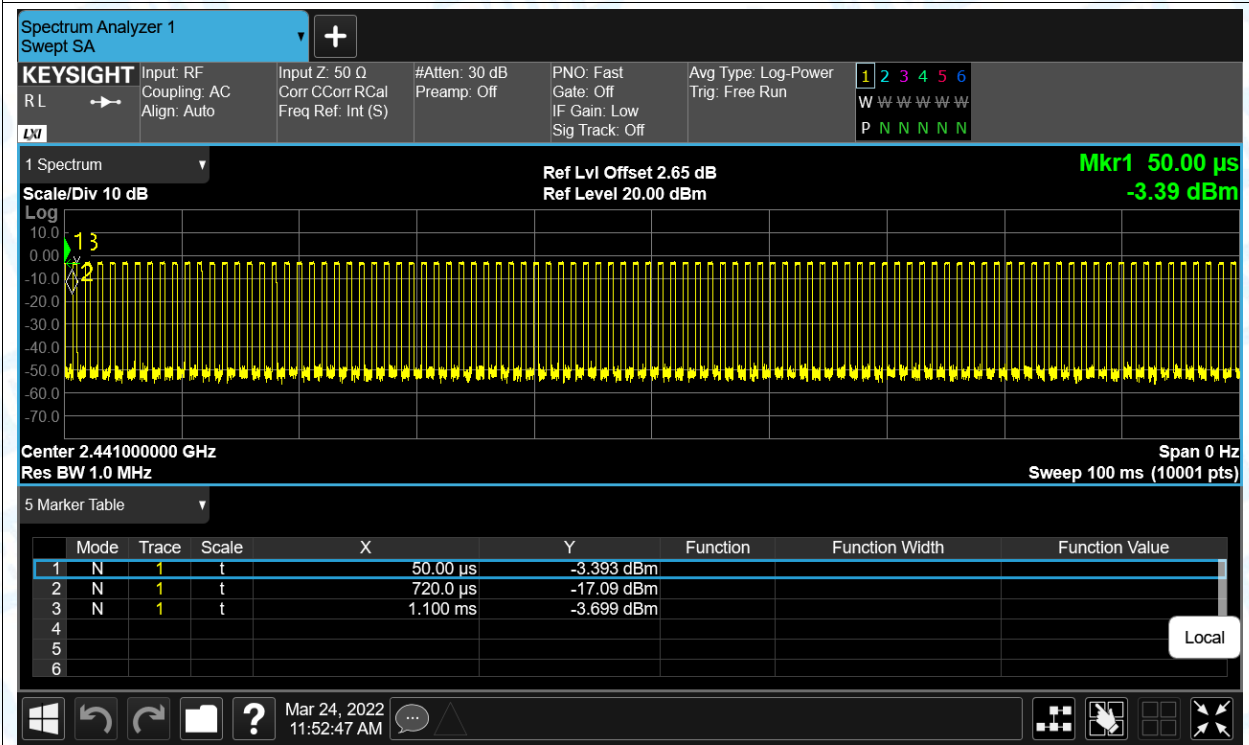 Spectrum Analyzer 1
Swept SA
KEYSIGHT
RL
LXI
Input: RF
Coupling: AC
Align: Auto
Input Z: 50 Ω
Corr CCorr RCal
Freq Ref: Int (S)
#Atten: 30 dB
Preamp: Off
PNO: Fast
Gate: Off
IF Gain: Low
Sig Track: Off
Avg Type: Log-Power
Trig: Free Run
1 2 3 4 5 6
W W W W W W
P N N N N N
1 Spectrum
Scale/Div 10 dB
Ref Lvl Offset 2.65 dB
Ref Level 20.00 dBm
Mkr1 50.00 µs
-3.39 dBm
Log
10.0
0.00
-10.0
-20.0
-30.0
-40.0
-50.0
-60.0
-70.0
1 3
2
Center 2.441000000 GHz
Res BW 1.0 MHz
Span 0 Hz
Sweep 100 ms (10001 pts)
5 Marker Table
Mode Trace Scale X Y Function Function Width Function Value
1 N 1 t 50.00 µs -3.393 dBm
2 N 1 t 720.0 µs -17.09 dBm
3 N 1 t 1.100 ms -3.699 dBm
4
5
6
Local
?
Mar 24, 2022
11:52:47 AM